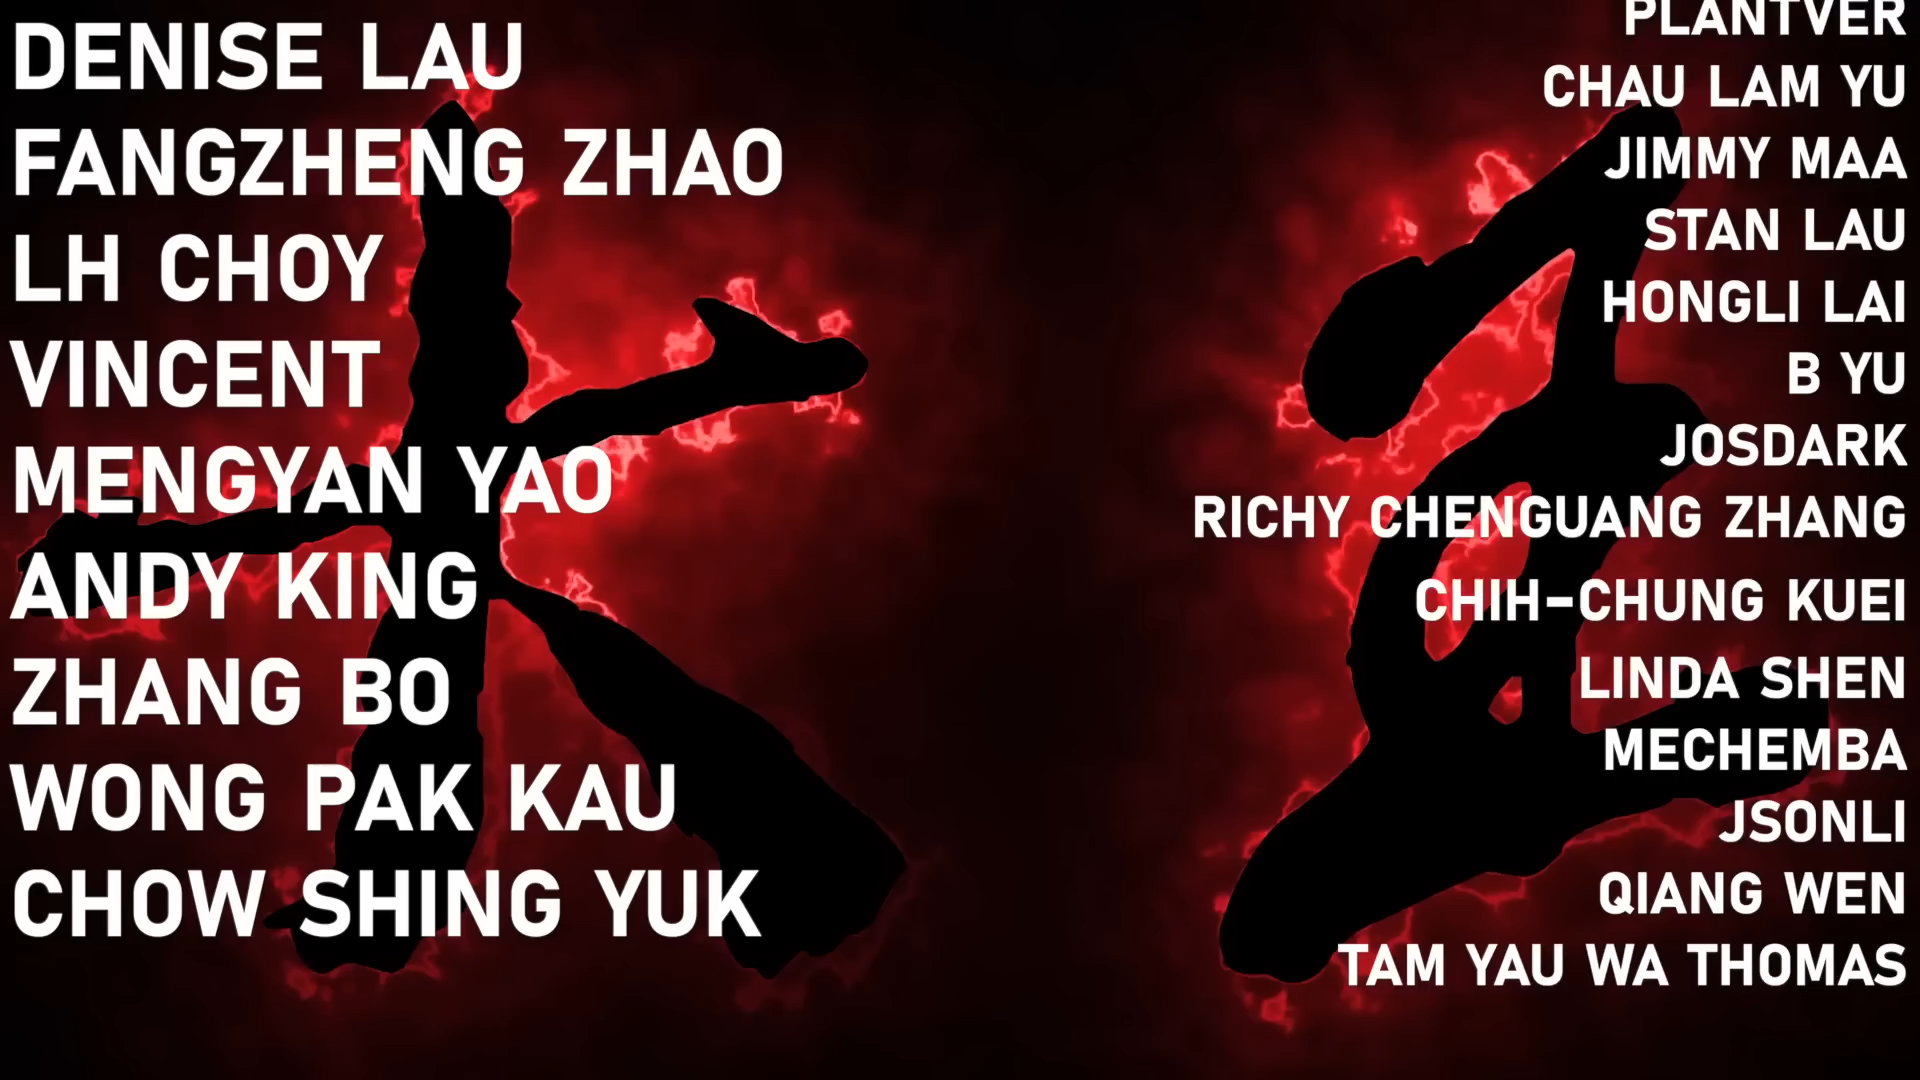 DENISE LAU
FANGZHENG ZHAO
LH CHOY
VINCENT
MENGYAN YAO
ANDY KING
ZHANG BO
WONG PAK KAU
CHOW SHING YUK
PLANTVER
CHAU LAM YU
JIMMY MAA
STAN LAU
HONGLI LAI
B YU
JOSDARK
RICHY CHENGUANG ZHANG
CHIH-CHUNG KUEI
LINDA SHEN
MECHEMBA
JSONLI
QIANG WEN
TAM YAU WA THOMAS